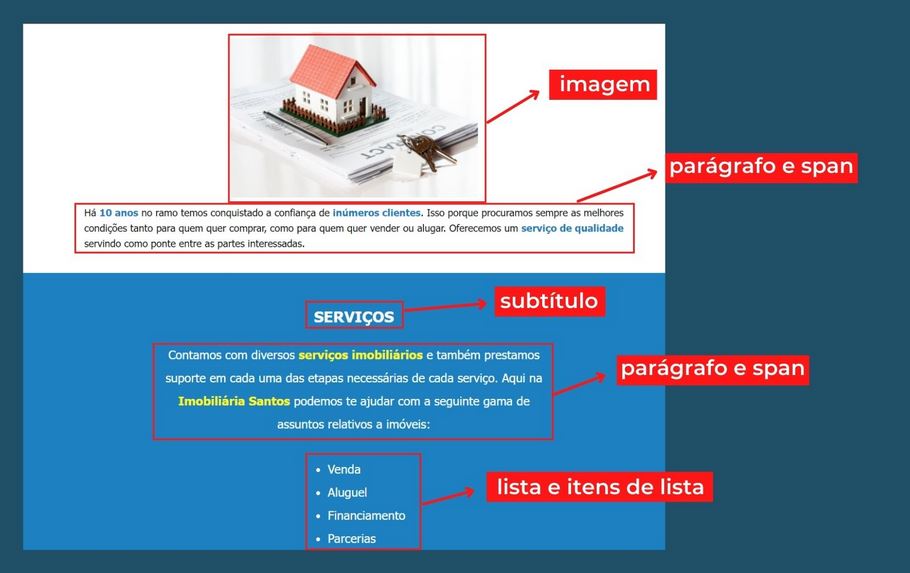 CONTRACT
imagem
parágrafo e span
Há 10 anos no ramo temos conquistado a confiança de inúmeros clientes. Isso porque procuramos sempre as melhores
condições tanto para quem quer comprar, como para quem quer vender ou alugar. Oferecemos um serviço de qualidade
servindo como ponte entre as partes interessadas.
SERVIÇOS
subtítulo
Contamos com diversos serviços imobiliários e também prestamos
suporte em cada uma das etapas necessárias de cada serviço. Aqui na
Imobiliária Santos podemos te ajudar com a seguinte gama de
assuntos relativos a imóveis:
parágrafo e span
• Venda
• Aluguel
• Financiamento
• Parcerias
lista e itens de lista